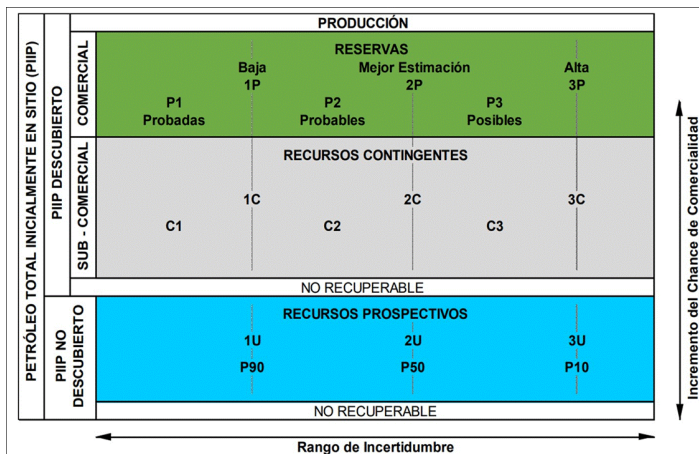 PETRÓLEO TOTAL INICIALMENTE EN SITIO (PIIP)
PIIP DESCUBIERTO
COMERCIAL
PRODUCCIÓN
RESERVAS
Baja Mejor Estimación Alta
1P 2P 3P
P1 P2 P3
Probadas Probables Posibles
SUB - COMERCIAL
RECURSOS CONTINGENTES
1C 2C 3C
C1 C2 C3
NO RECUPERABLE
PIIP NO
DESCUBIERTO
RECURSOS PROSPECTIVOS
1U 2U 3U
P90 P50 P10
NO RECUPERABLE
Rango de Incertidumbre
Incremento del Chance de Comercialidad